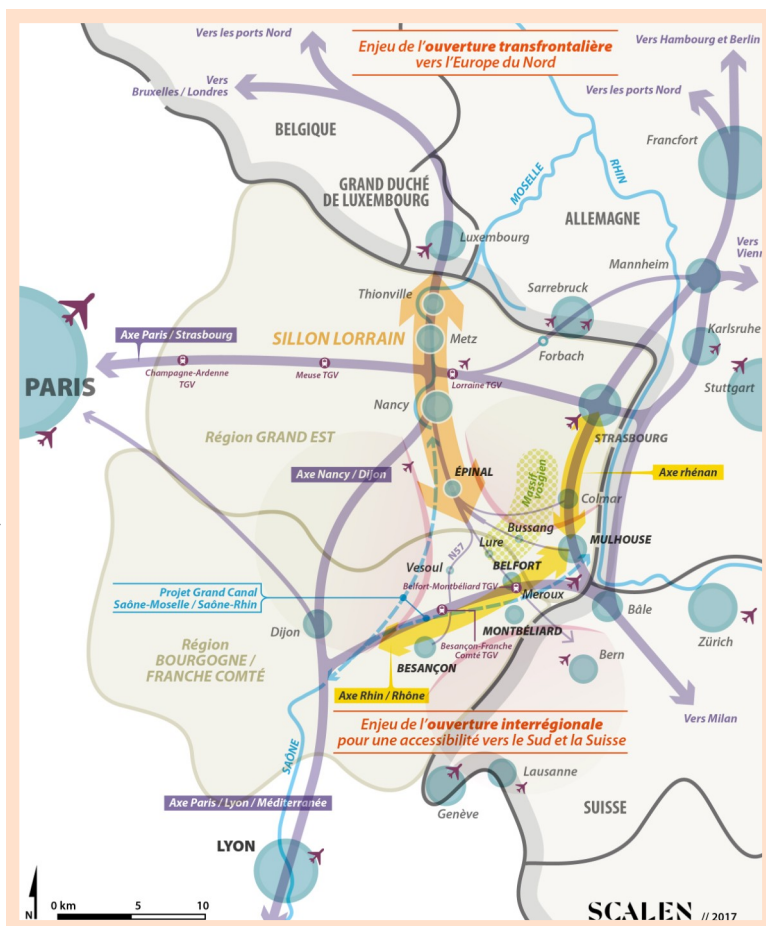 Vers les ports Nord
Enjeu de l'ouverture transfrontalière
vers l'Europe du Nord
Vers Hambourg et Berlin
Vers
Bruxelles / Londres
Vers les ports Nord
BELGIQUE
Francfort
MOSELLE
RHIN
GRAND DUCHÉ
DE LUXEMBOURG
ALLEMAGNE
Luxembourg
Vers
Vienn
Mannheim
Thionville
Sarrebruck
Axe Paris / Strasbourg
SILLON LORRAIN
Metz
Karlsruhe
Forbach
Champagne-Ardenne
TGV
Meuse TGV
Lorraine TGV
PARIS
Stuttgart
Nancy
Région GRAND EST
STRASBOURG
Axe Nancy / Dijon
ÉPINAL
Massif
vosgien
Axe rhénan
Colmar
Bussang
Lure
MULHOUSE
N57
Vesoul
BELFORT
Belfort-Montbéliard TGV
Meroux
Projet Grand Canal
Saône-Moselle / Saône-Rhin
Bâle
Dijon
MONTBÉLIARD
Zürich
Besançon-Franche
Comté TGV
Région
BOURGOGNE /
FRANCHE COMTÉ
BESANÇON
Bern
Axe Rhin / Rhône
Vers Milan
Enjeu de l'ouverture interrégionale
pour une accessibilité vers le Sud et la Suisse
SAÔNE
Lausanne
Axe Paris / Lyon / Méditerranée
Genève
SUISSE
LYON
N
0 km 5 10
SCALEN // 2017